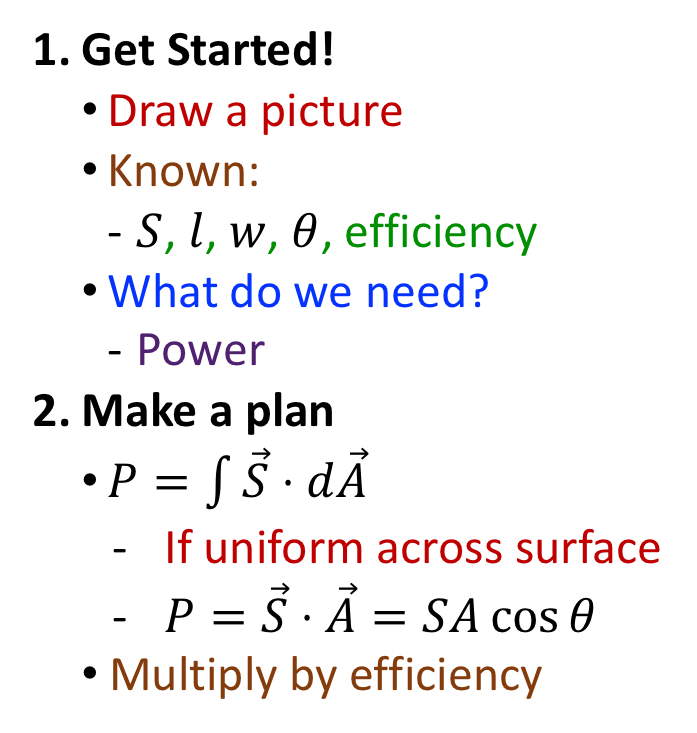 1. Get Started!
• Draw a picture
• Known:
- S, l, w, θ, efficiency
• What do we need?
- Power
2. Make a plan
• P = ∫ S⃗ · dA⃗
- If uniform across surface
- P = S⃗ · A⃗ = SA cos θ
• Multiply by efficiency